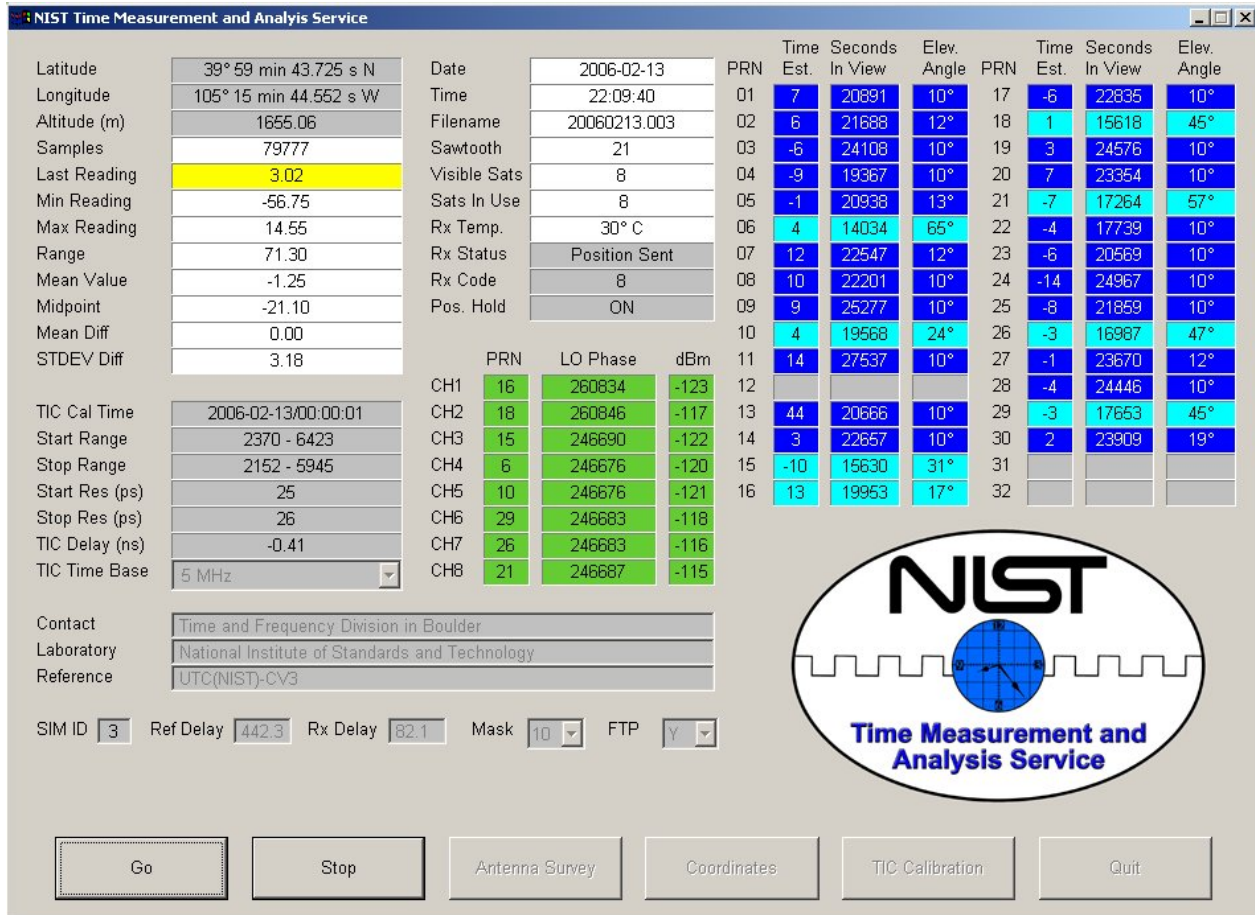 NIST Time Measurement and Analyis Service
Latitude 39° 59 min 43.725 s N
Longitude 105° 15 min 44.552 s W
Altitude (m) 1655.06
Samples 79777
Last Reading 3.02
Min Reading -56.75
Max Reading 14.55
Range 71.30
Mean Value -1.25
Midpoint -21.10
Mean Diff 0.00
STDEV Diff 3.18
TIC Cal Time 2006-02-13/00:00:01
Start Range 2370 - 6423
Stop Range 2152 - 5945
Start Res (ps) 25
Stop Res (ps) 26
TIC Delay (ns) -0.41
TIC Time Base 5 MHz
Date 2006-02-13
Time 22:09:40
Filename 20060213.003
Sawtooth 21
Visible Sats 8
Sats In Use 8
Rx Temp. 30° C
Rx Status Position Sent
Rx Code 8
Pos. Hold ON
PRN LO Phase dBm
CH1 16 260834 -123
CH2 18 260846 -117
CH3 15 246690 -122
CH4 6 246676 -120
CH5 10 246676 -121
CH6 29 246683 -118
CH7 26 246683 -116
CH8 21 246687 -115
Time Seconds Elev.
PRN Est. In View Angle
01 7 20891 10°
02 6 21688 12°
03 -6 24108 10°
04 -9 19367 10°
05 -1 20938 13°
06 4 14034 65°
07 12 22547 12°
08 10 22201 10°
09 9 25277 10°
10 4 19568 24°
11 14 27537 10°
12
13 44 20666 10°
14 3 22657 10°
15 -10 15630 31°
16 13 19953 17°
Time Seconds Elev.
PRN Est. In View Angle
17 -6 22835 10°
18 1 15618 45°
19 3 24576 10°
20 7 23354 10°
21 -7 17264 57°
22 -4 17739 10°
23 -6 20569 10°
24 -14 24967 10°
25 -8 21859 10°
26 -3 16987 47°
27 -1 23670 12°
28 -4 24446 10°
29 -3 17653 45°
30 2 23909 19°
31
32
Contact Time and Frequency Division in Boulder
Laboratory National Institute of Standards and Technology
Reference UTC(NIST)-CV3
SIM ID 3 Ref Delay 442.3 Rx Delay 82.1 Mask 10 FTP Y
NIST
Time Measurement and
Analysis Service
Go Stop Antenna Survey Coordinates TIC Calibration Quit